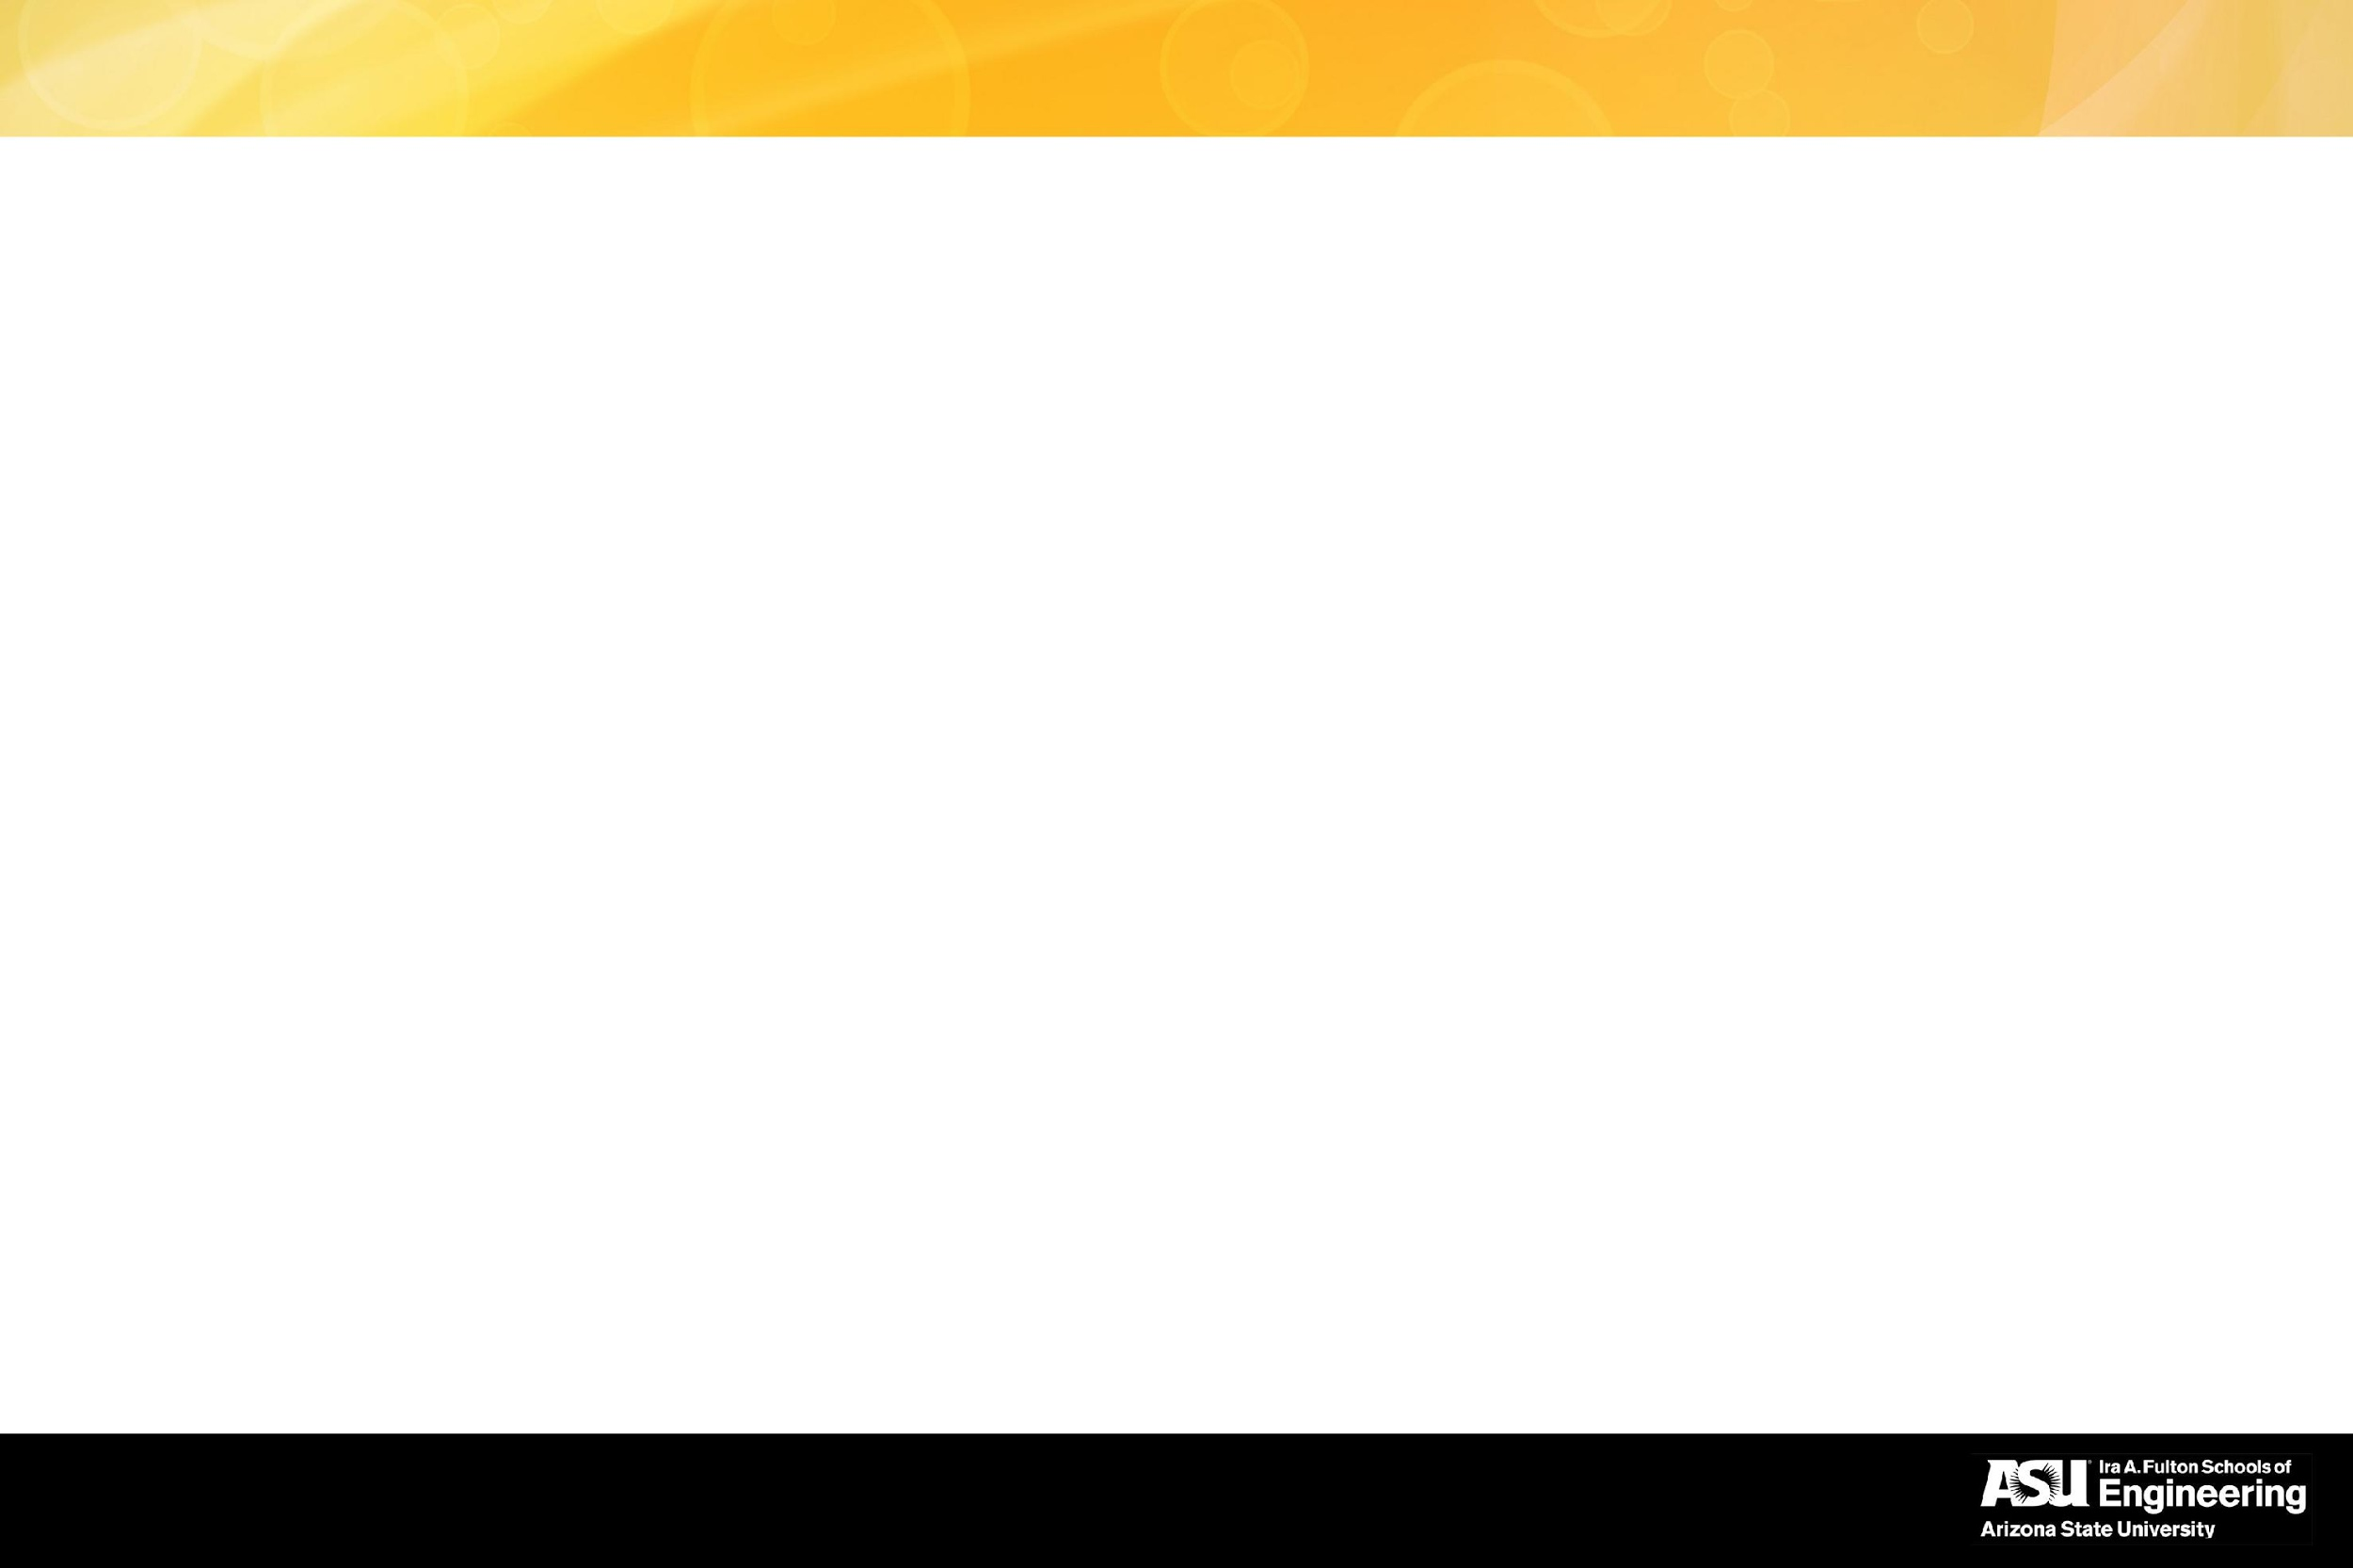 ASU Ira A. Fulton Schools of
Engineering
Arizona State University